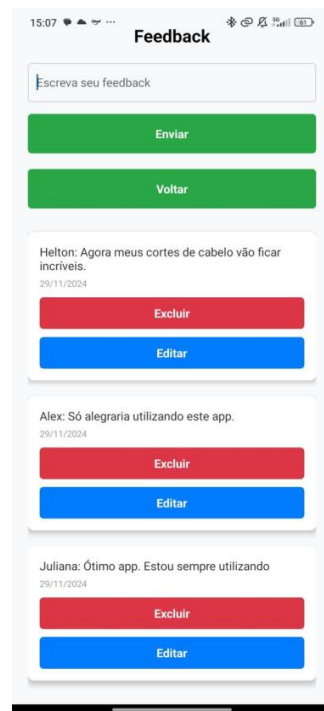 15:07
Feedback
5G
61
Escreva seu feedback
Enviar
Voltar
Helton: Agora meus cortes de cabelo vão ficar
incríveis.
29/11/2024
Excluir
Editar
Alex: Só alegraria utilizando este app.
29/11/2024
Excluir
Editar
Juliana: Ótimo app. Estou sempre utilizando
29/11/2024
Excluir
Editar